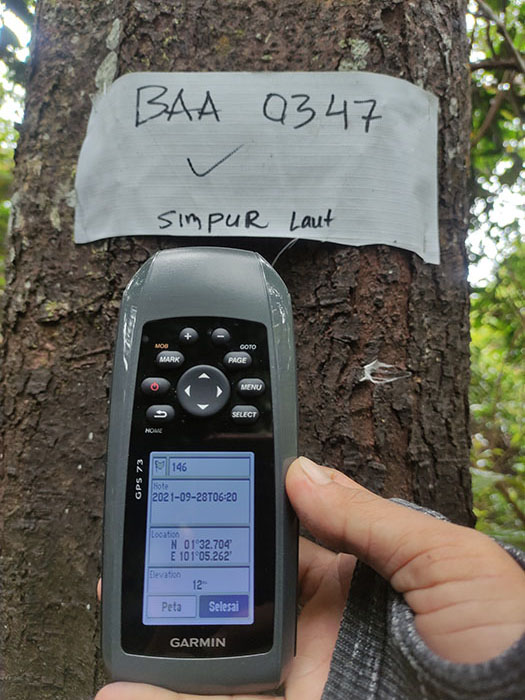 BAA 0347
SIMPUR Laut
+ -
MOB GOTO
MARK PAGE
MENU
SELECT
HOME
GPS 73
146
Note
2021-09-28T06:20
Location
N 01°32.704'
E 101°05.262'
Elevation
12m
Peta Selesai
GARMIN